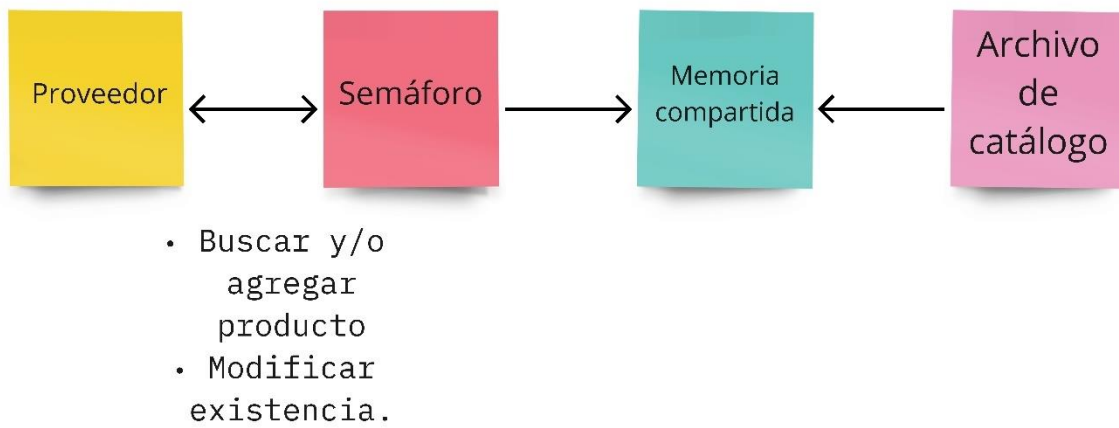 Proveedor
Semáforo
Memoria
compartida
Archivo
de
catálogo
• Buscar y/o
agregar
producto
• Modificar
existencia.